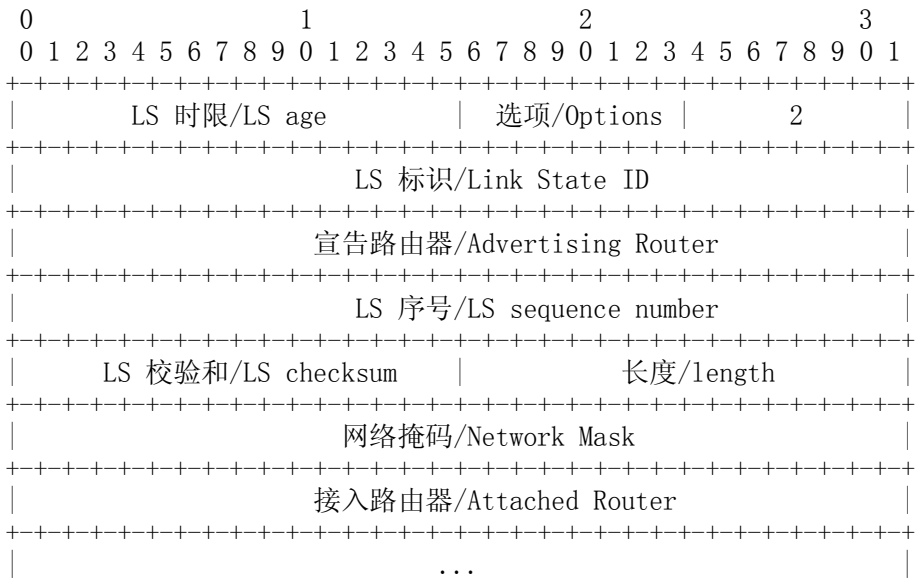 0                   1                   2                   3
0 1 2 3 4 5 6 7 8 9 0 1 2 3 4 5 6 7 8 9 0 1 2 3 4 5 6 7 8 9 0 1
+-+-+-+-+-+-+-+-+-+-+-+-+-+-+-+-+-+-+-+-+-+-+-+-+-+-+-+-+-+-+-+-+
| LS 时限/LS age | 选项/Options | 2 |
+-+-+-+-+-+-+-+-+-+-+-+-+-+-+-+-+-+-+-+-+-+-+-+-+-+-+-+-+-+-+-+-+
| LS 标识/Link State ID |
+-+-+-+-+-+-+-+-+-+-+-+-+-+-+-+-+-+-+-+-+-+-+-+-+-+-+-+-+-+-+-+-+
| 宣告路由器/Advertising Router |
+-+-+-+-+-+-+-+-+-+-+-+-+-+-+-+-+-+-+-+-+-+-+-+-+-+-+-+-+-+-+-+-+
| LS 序号/LS sequence number |
+-+-+-+-+-+-+-+-+-+-+-+-+-+-+-+-+-+-+-+-+-+-+-+-+-+-+-+-+-+-+-+-+
| LS 校验和/LS checksum | 长度/length |
+-+-+-+-+-+-+-+-+-+-+-+-+-+-+-+-+-+-+-+-+-+-+-+-+-+-+-+-+-+-+-+-+
| 网络掩码/Network Mask |
+-+-+-+-+-+-+-+-+-+-+-+-+-+-+-+-+-+-+-+-+-+-+-+-+-+-+-+-+-+-+-+-+
| 接入路由器/Attached Router |
+-+-+-+-+-+-+-+-+-+-+-+-+-+-+-+-+-+-+-+-+-+-+-+-+-+-+-+-+-+-+-+-+
| ... |